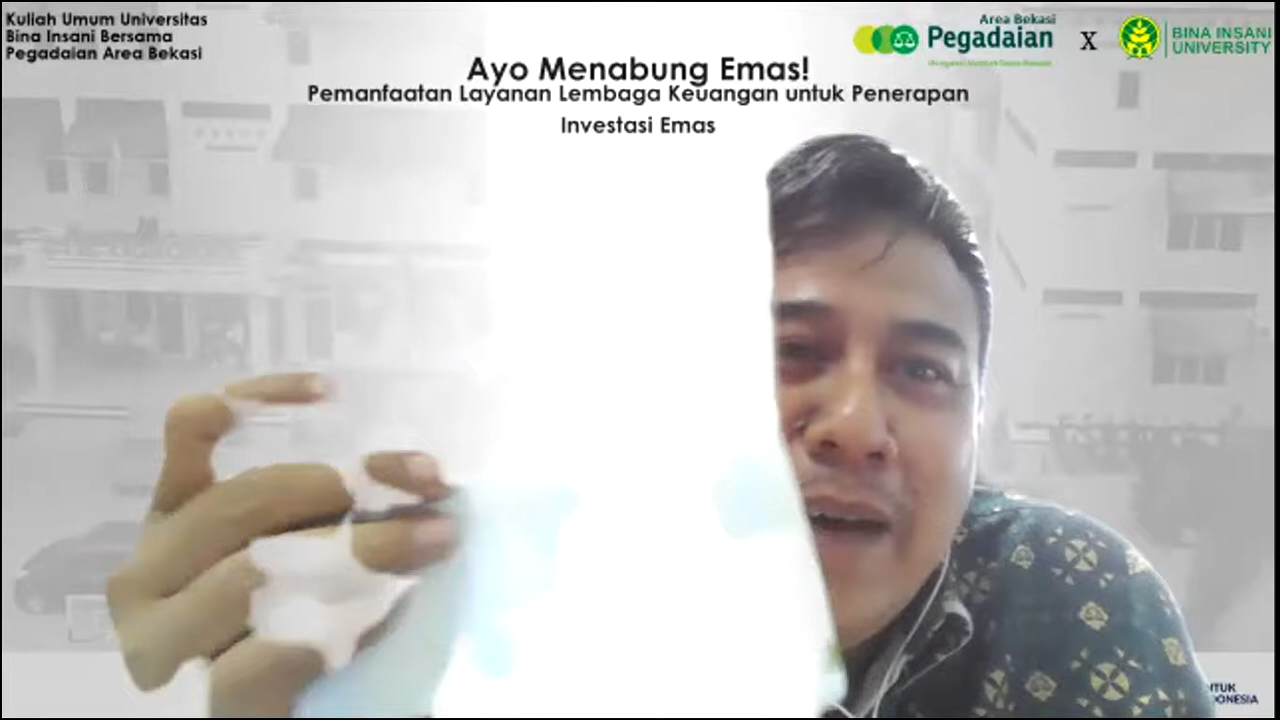 Kuliah Umum Universitas
Bina Insani Bersama
Pegadaian Area Bekasi
Area Bekasi
Pegadaian
X
BINA INSANI
UNIVERSITY
Ayo Menabung Emas!
Pemanfaatan Layanan Lembaga Keuangan untuk Penerapan
Investasi Emas